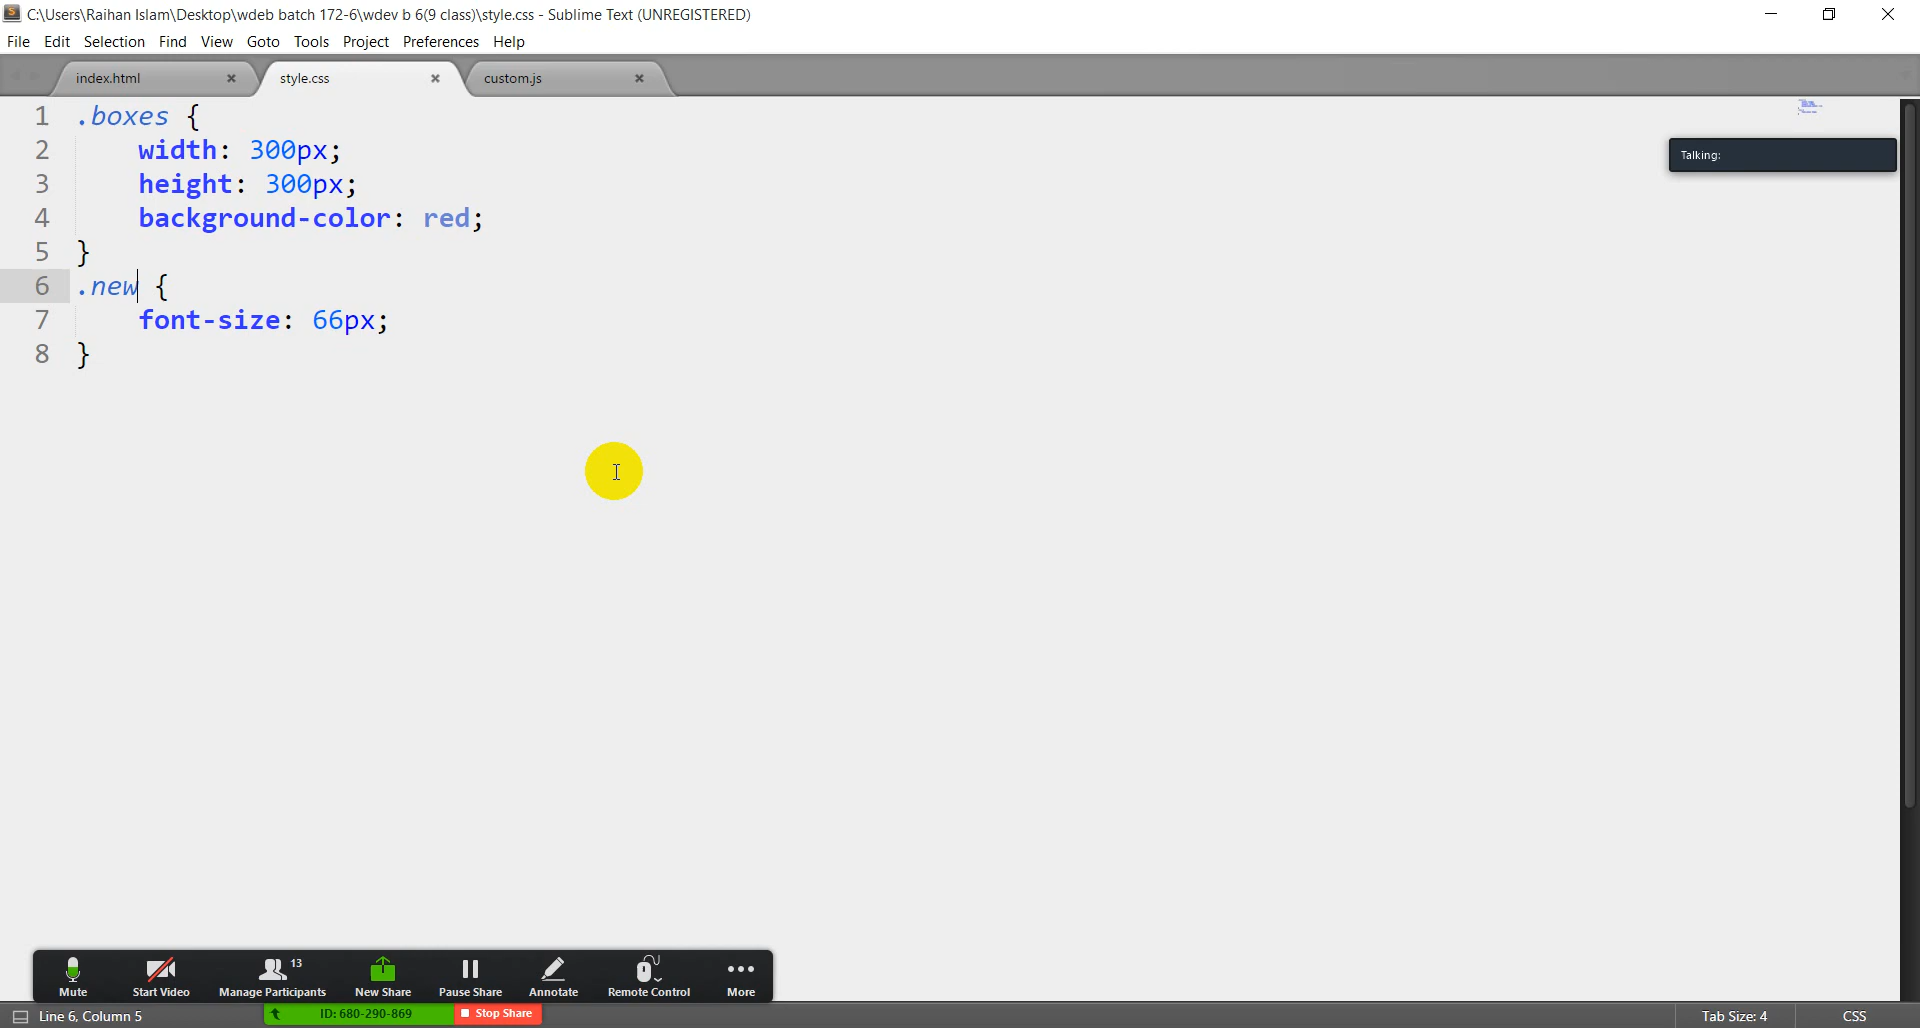 C:\Users\Raihan Islam\Desktop\wdeb batch 172-6\wdev b 6(9 class)\style.css - Sublime Text (UNREGISTERED)
File Edit Selection Find View Goto Tools Project Preferences Help
index.html style.css custom.js
1 .boxes {
2 width: 300px;
3 height: 300px;
4 background-color: red;
5 }
6 .new {
7 font-size: 66px;
8 }
Talking:
13
Mute Start Video Manage Participants New Share Pause Share Annotate Remote Control More
Line 6, Column 5 ID: 680-290-869 Stop Share Tab Size: 4 CSS